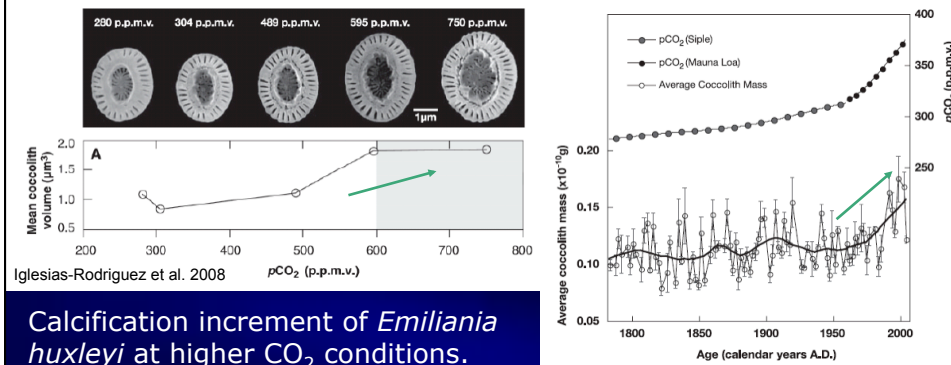 280 p.p.m.v. 304 p.p.m.v. 489 p.p.m.v. 595 p.p.m.v. 750 p.p.m.v.
1µm
A
Mean coccolith
volume (µm³)
2.0
1.5
1.0
0.5
200 300 400 500 600 700 800
pCO₂ (p.p.m.v.)
Iglesias-Rodriguez et al. 2008
Calcification increment of Emiliania
huxleyi at higher CO₂ conditions.
pCO₂ (Siple)
pCO₂ (Mauna Loa)
Average Coccolith Mass
400
350
300
250
pCO₂ (p.p.m.v.)
0.20
0.15
0.10
0.05
Average coccolith mass (x10⁻¹⁰g)
1800 1850 1900 1950 2000
Age (calendar years A.D.)